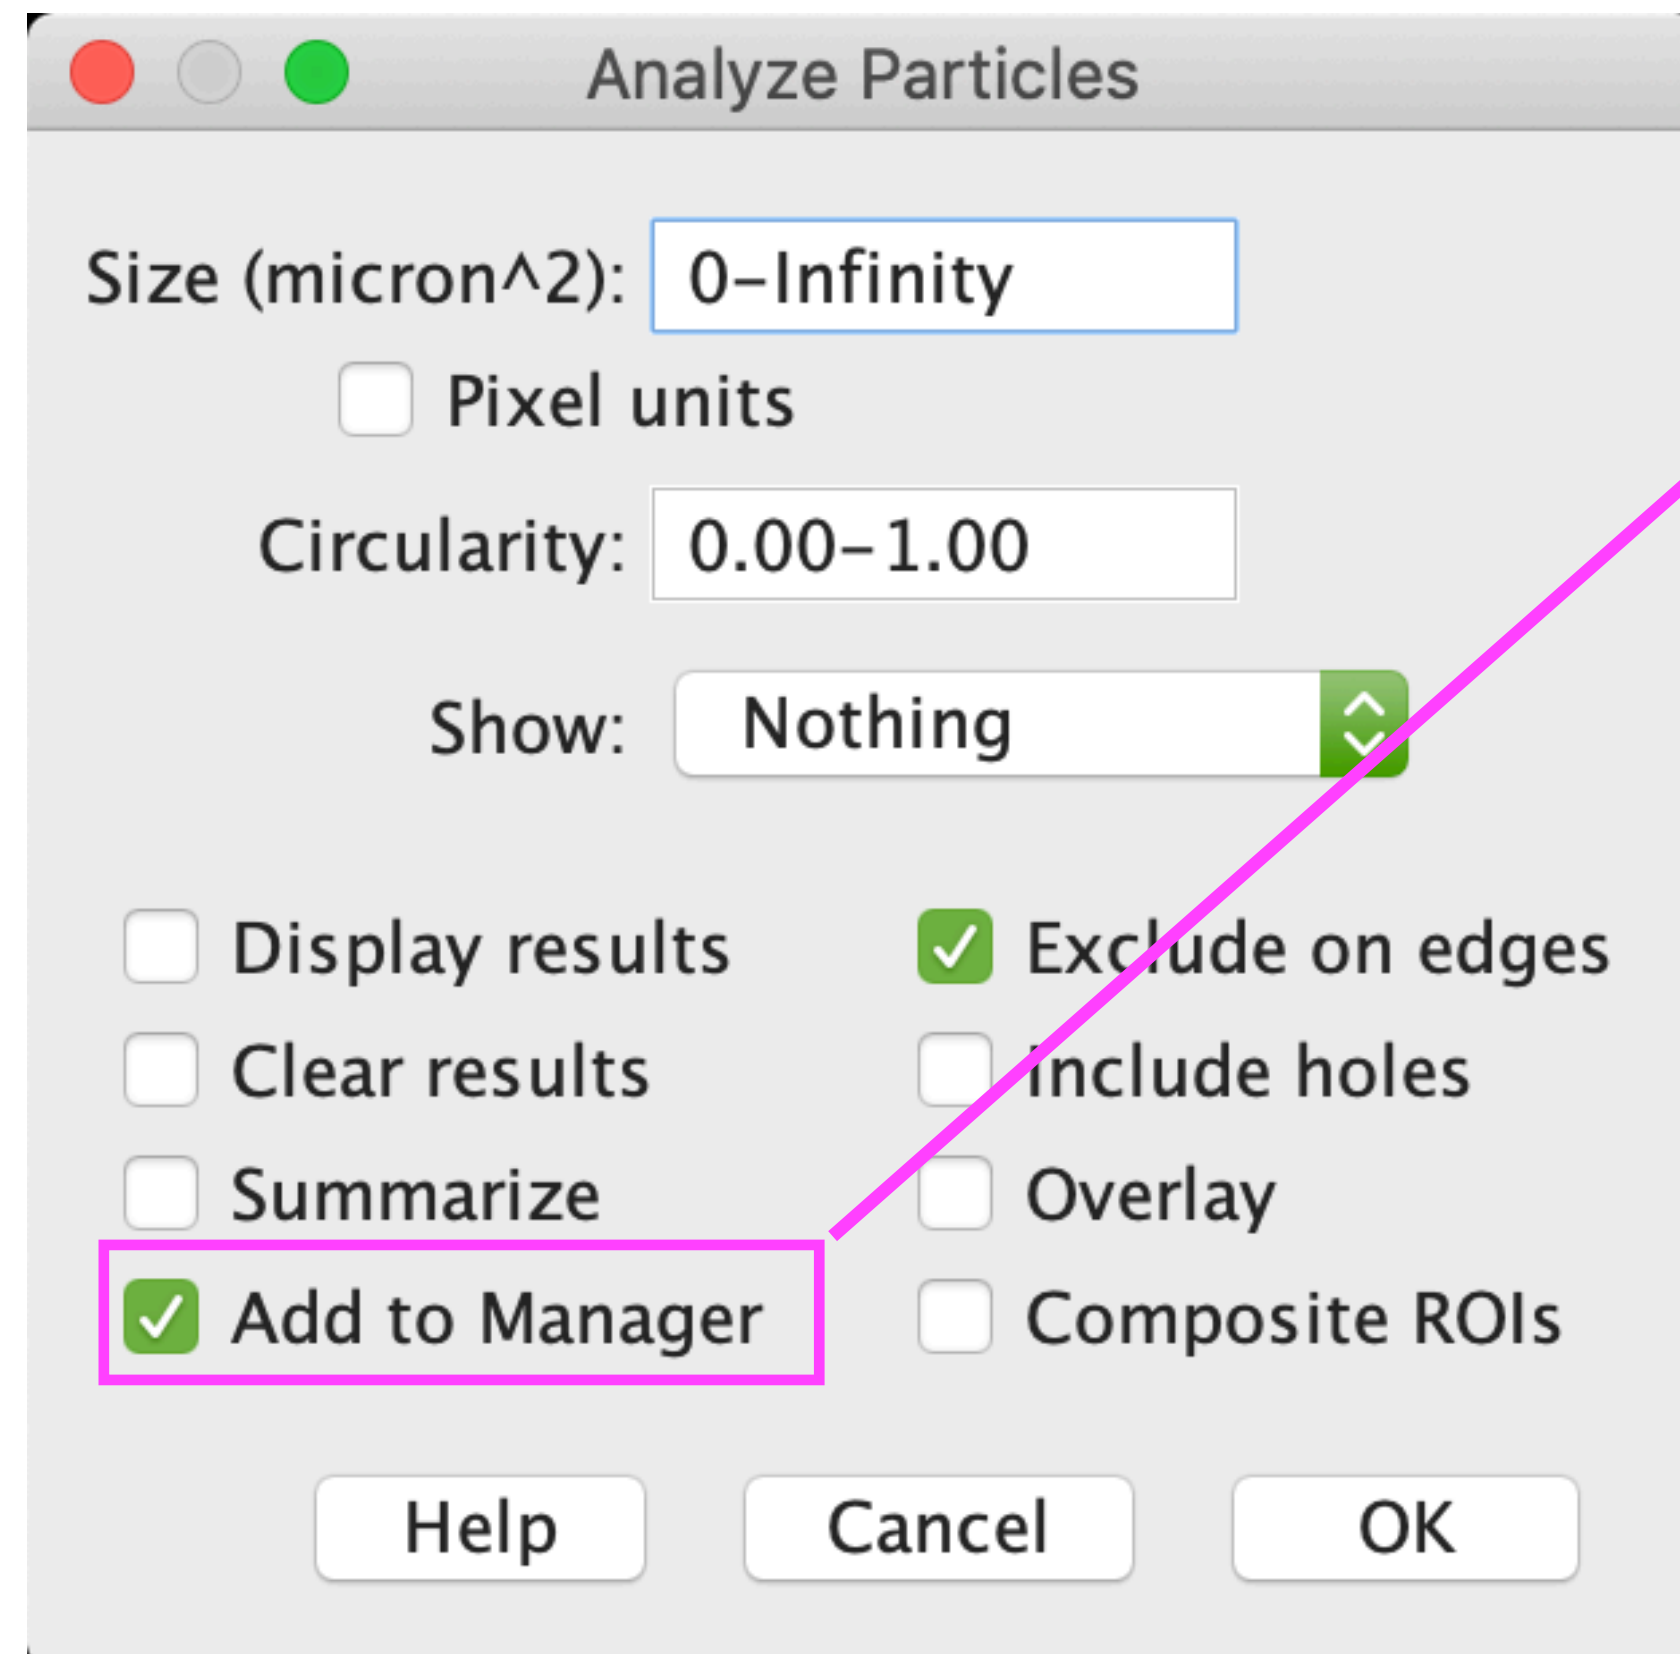 Analyze Particles
Size (micron^2): 0-Infinity
Pixel units
Circularity: 0.00-1.00
Show: Nothing
Display results Exclude on edges
Clear results Include holes
Summarize Overlay
Add to Manager Composite ROIs
Help Cancel OK